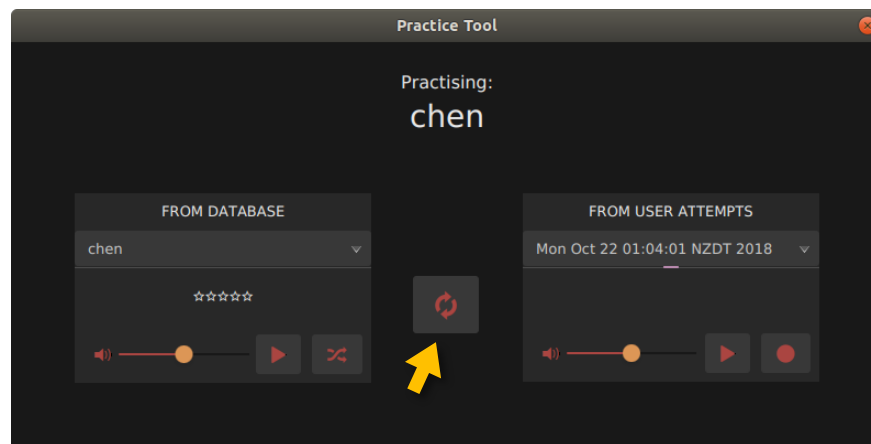 Practice Tool
Practising:
chen
FROM DATABASE
chen
FROM USER ATTEMPTS
Mon Oct 22 01:04:01 NZDT 2018